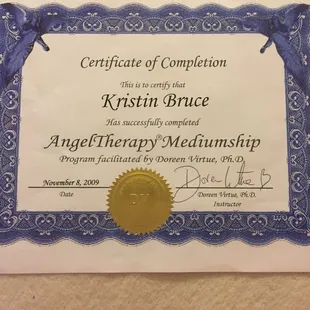 Certificate of Completion
This is to certify that
Kristin Bruce
Has successfully completed
AngelTherapy® Mediumship
Program facilitated by Doreen Virtue, Ph.D.
November 8, 2009
Date
Doreen Virtue, Ph.D.
Instructor